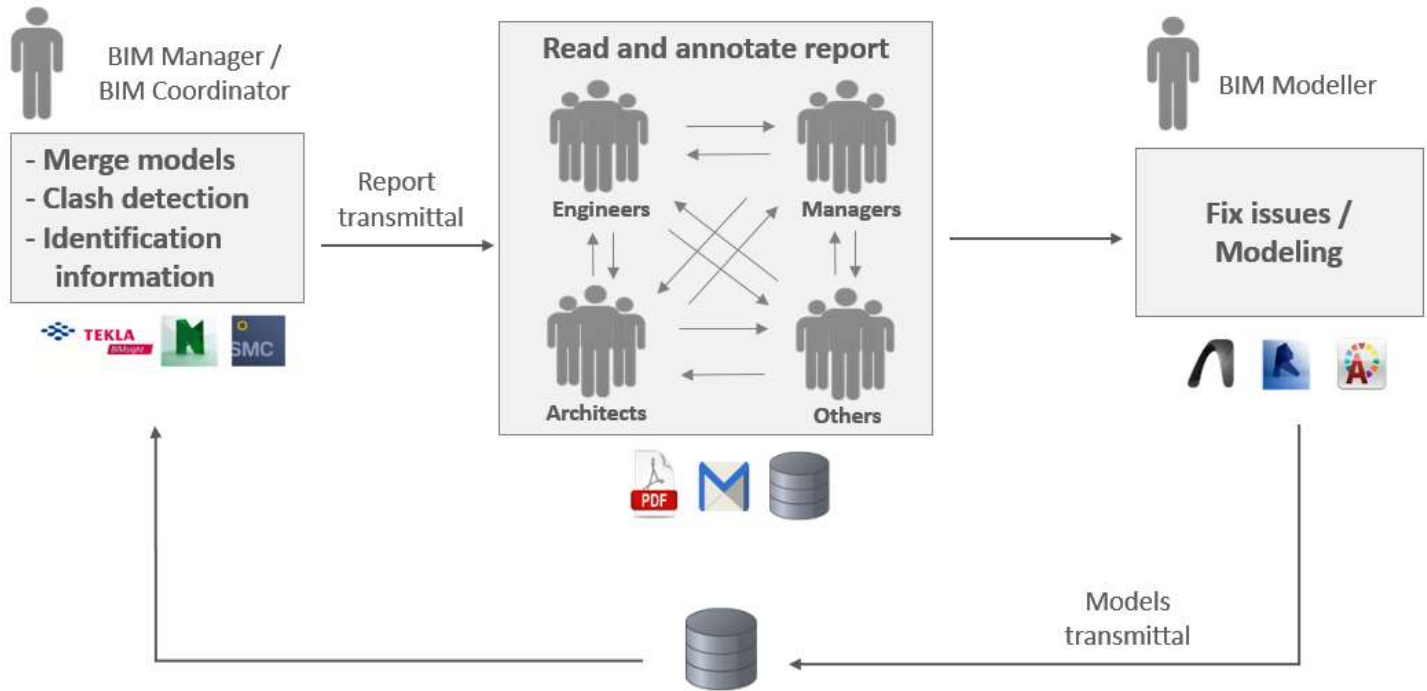 BIM Manager /
BIM Coordinator
- Merge models
- Clash detection
- Identification
information
TEKLA
BIMsight
N
SMC
Report
transmittal
Read and annotate report
Engineers
Managers
Architects
Others
PDF
BIM Modeller
Fix issues /
Modeling
R
A
Models
transmittal